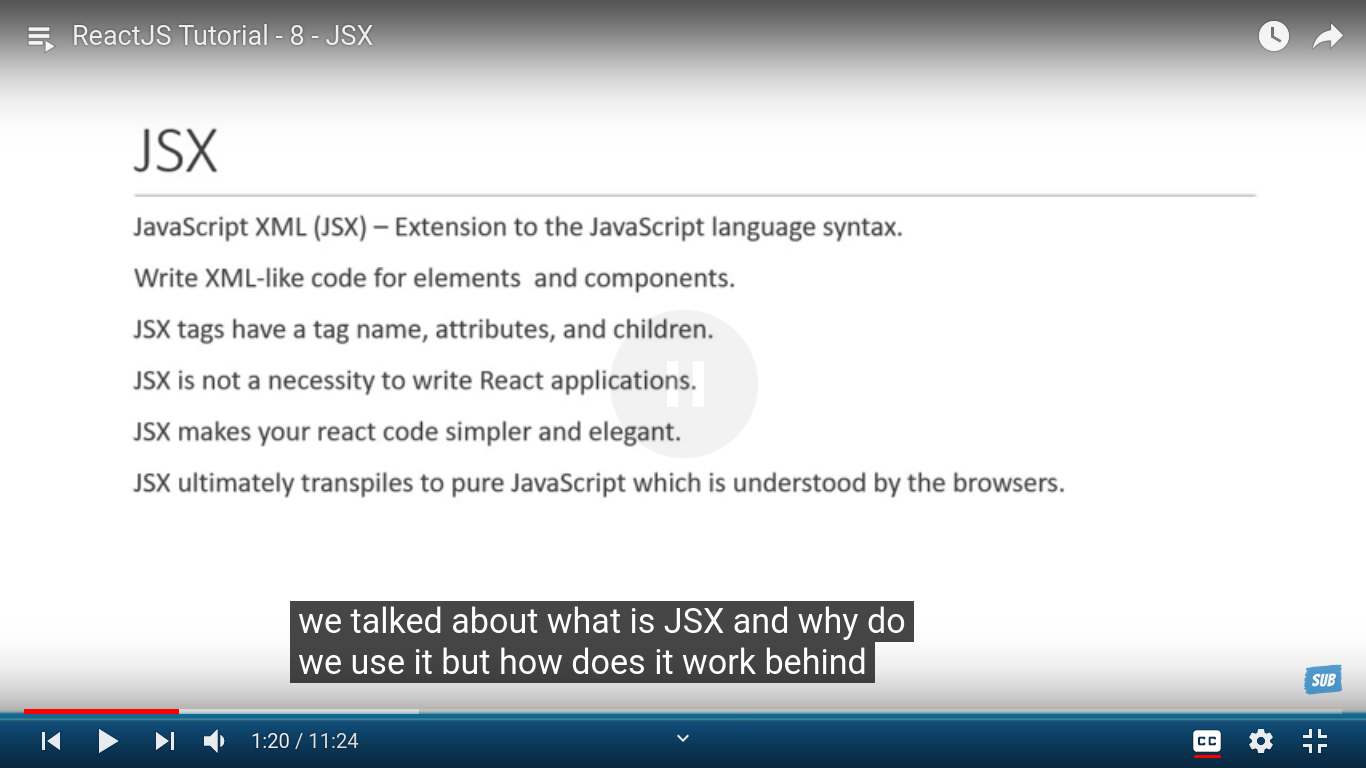 ReactJS Tutorial - 8 - JSX
JSX
JavaScript XML (JSX) – Extension to the JavaScript language syntax.
Write XML-like code for elements  and components.
JSX tags have a tag name, attributes, and children.
JSX is not a necessity to write React applications.
JSX makes your react code simpler and elegant.
JSX ultimately transpiles to pure JavaScript which is understood by the browsers.
we talked about what is JSX and why do
we use it but how does it work behind
SUB
1:20 / 11:24
CC